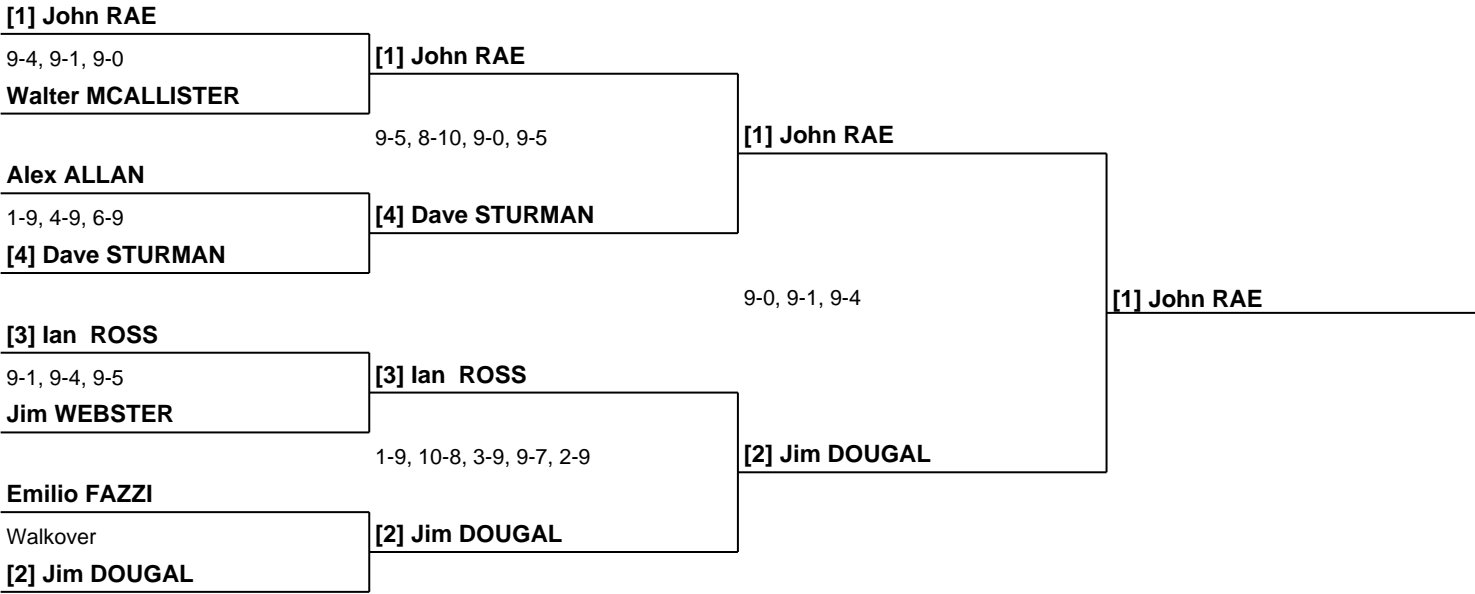 [1] John RAE
9-4, 9-1, 9-0
Walter MCALLISTER
[1] John RAE
9-5, 8-10, 9-0, 9-5
Alex ALLAN
1-9, 4-9, 6-9
[4] Dave STURMAN
[4] Dave STURMAN
[1] John RAE
9-0, 9-1, 9-4
[1] John RAE
[3] Ian  ROSS
9-1, 9-4, 9-5
Jim WEBSTER
[3] Ian  ROSS
1-9, 10-8, 3-9, 9-7, 2-9
Emilio FAZZI
Walkover
[2] Jim DOUGAL
[2] Jim DOUGAL
[2] Jim DOUGAL